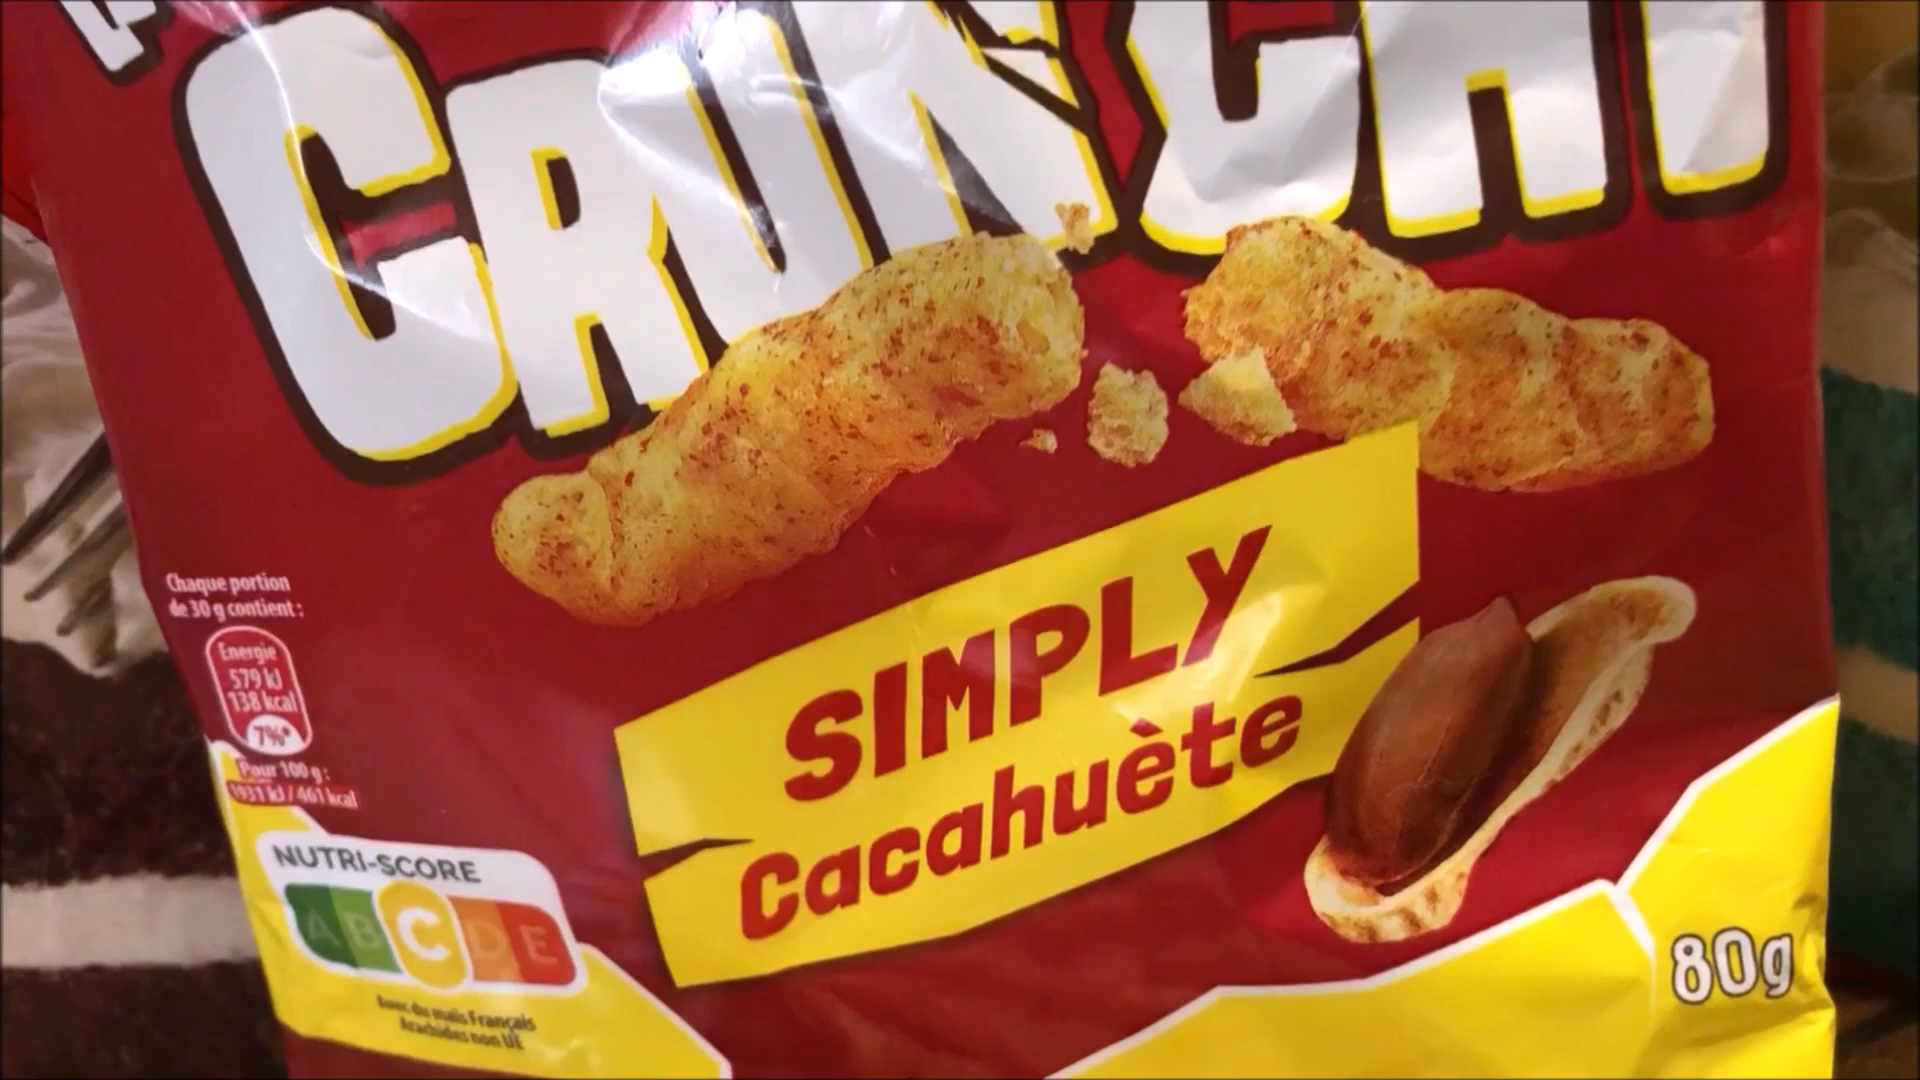 CRUNCHY
SIMPLY
Cacahuète
Chaque portion
de 30 g contient :
Energie
579 kJ
138 kcal
7%*
Pour 100 g :
1931 kJ / 461 kcal
NUTRI-SCORE
A B C D E
Avec du maïs Français
Arachides non UE
80g